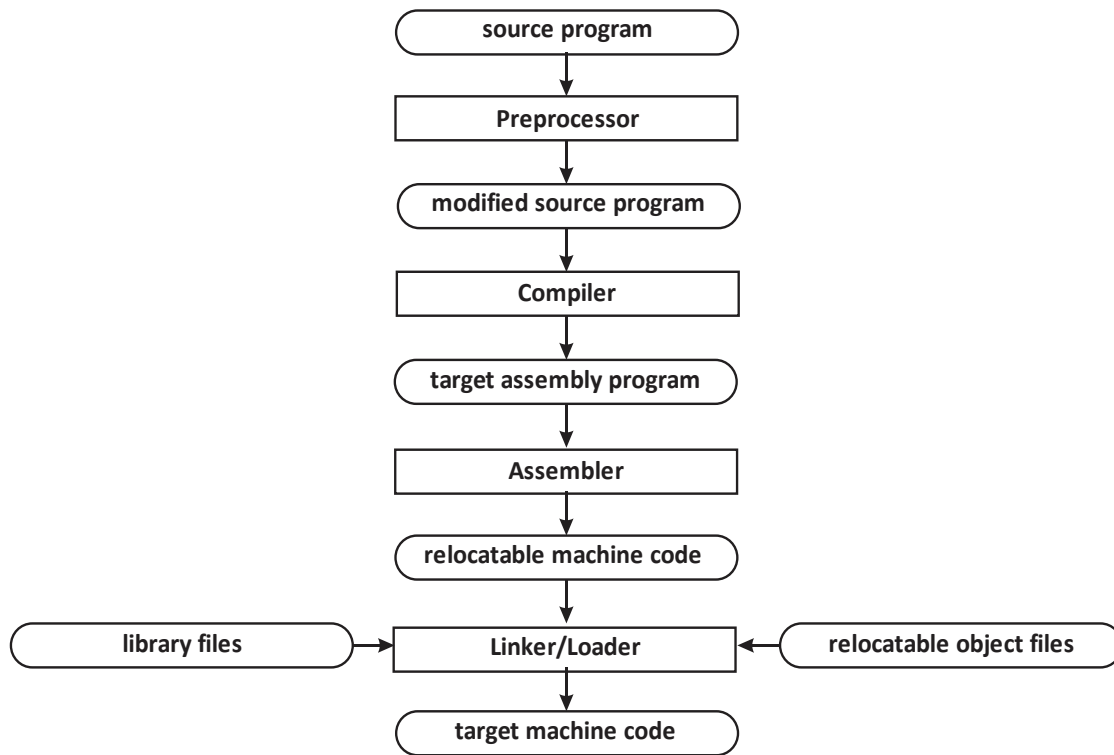 source program
Preprocessor
modified source program
Compiler
target assembly program
Assembler
relocatable machine code
library files
Linker/Loader
relocatable object files
target machine code